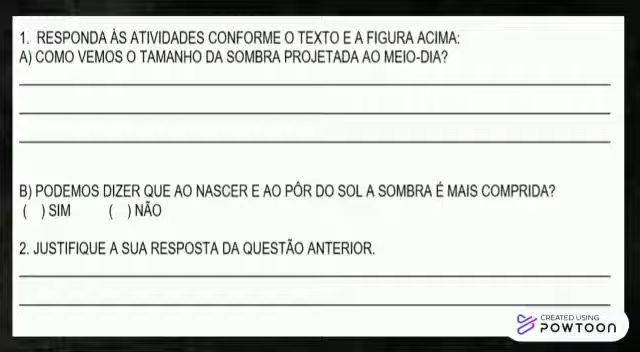 1. RESPONDA ÀS ATIVIDADES CONFORME O TEXTO E A FIGURA ACIMA:
A) COMO VEMOS O TAMANHO DA SOMBRA PROJETADA AO MEIO-DIA?
B) PODEMOS DIZER QUE AO NASCER E AO PÔR DO SOL A SOMBRA É MAIS COMPRIDA?
( ) SIM ( ) NÃO
2. JUSTIFIQUE A SUA RESPOSTA DA QUESTÃO ANTERIOR.
CREATED USING
POWTOON